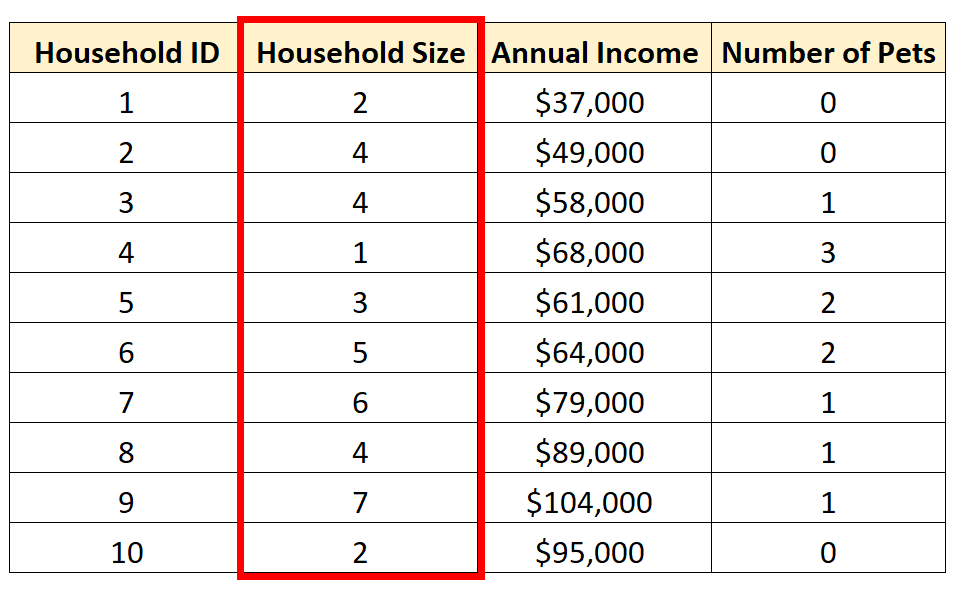 Household ID Household Size Annual Income Number of Pets
1 2 $37,000 0
2 4 $49,000 0
3 4 $58,000 1
4 1 $68,000 3
5 3 $61,000 2
6 5 $64,000 2
7 6 $79,000 1
8 4 $89,000 1
9 7 $104,000 1
10 2 $95,000 0